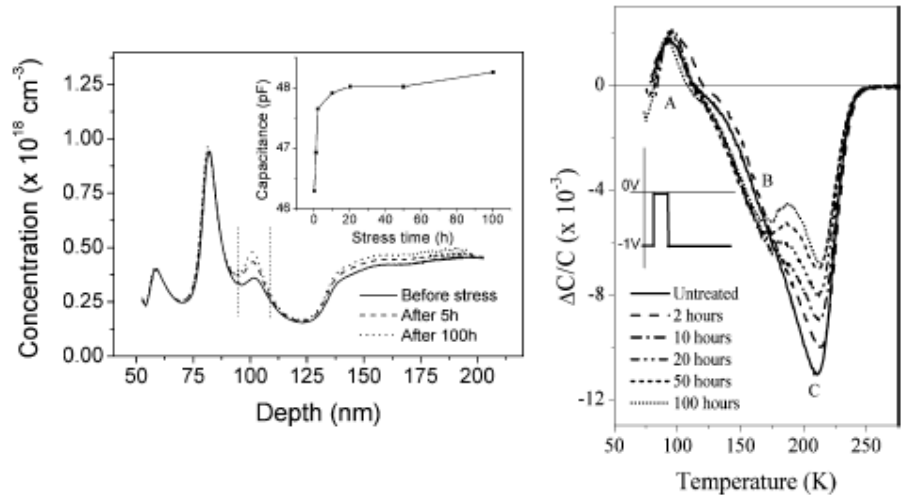 Concentration (x 10¹⁸ cm⁻³)
1.25
1.00
0.75
0.50
0.25
0.00
50
75
100
125
150
175
200
Depth (nm)
Capacitance (pF)
49
48
47
46
0
20
40
60
80
100
Stress time (h)
Before stress
After 5h
After 100h
ΔC/C (x 10⁻³)
0
-4
-8
-12
A
B
C
0V
-1V
Untreated
2 hours
10 hours
20 hours
50 hours
100 hours
50
100
150
200
250
Temperature (K)